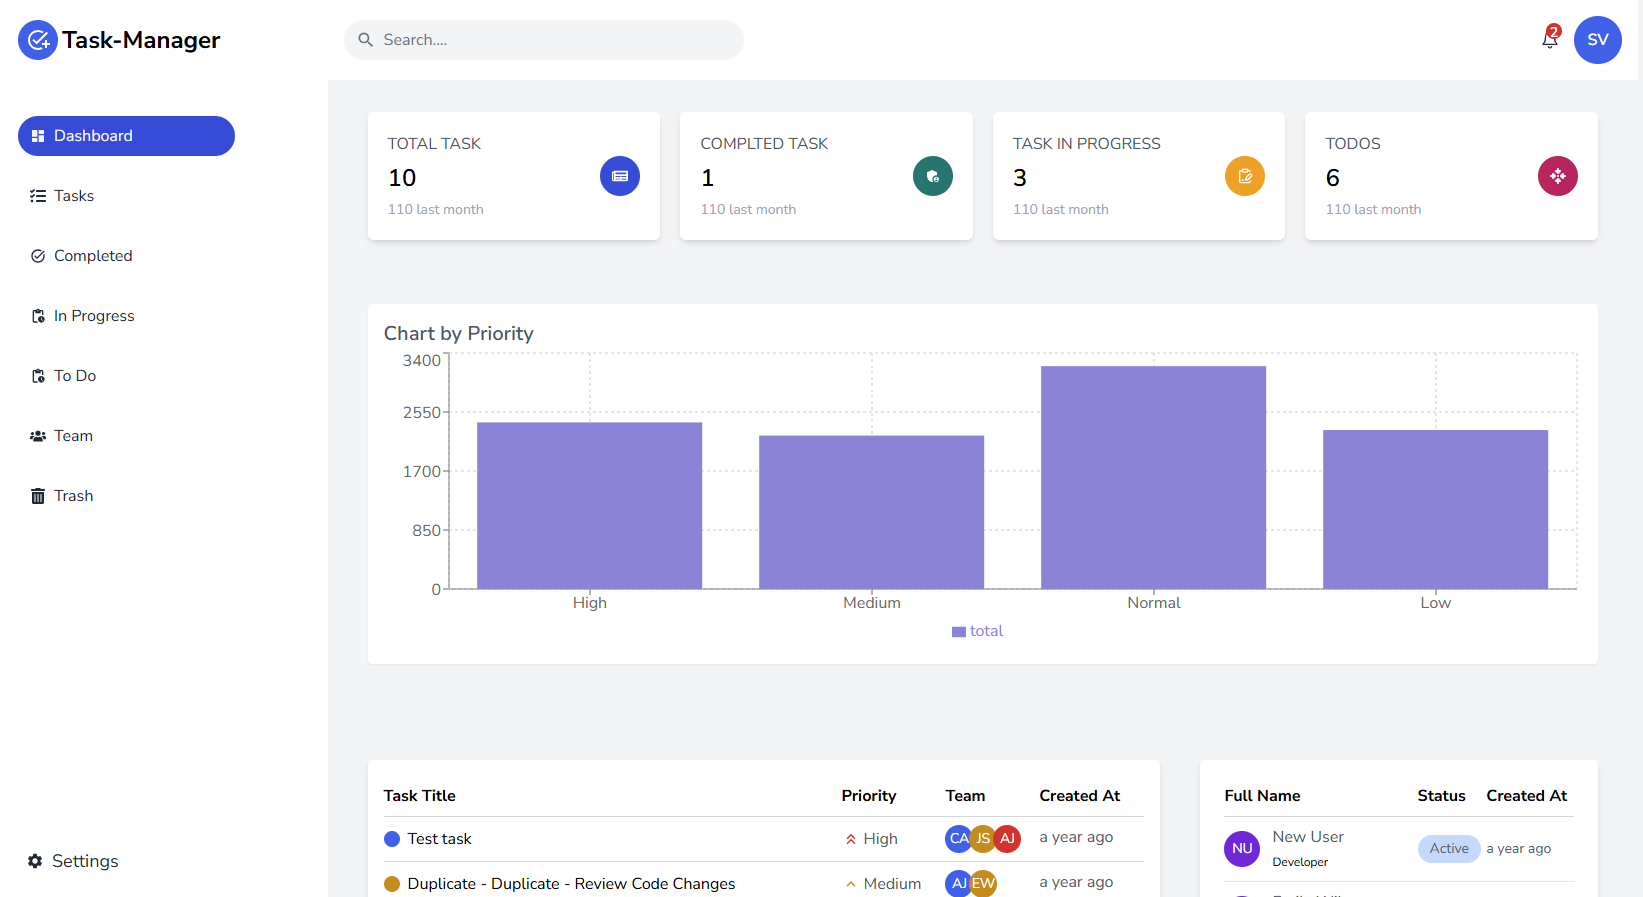 Task-Manager
Search....
2
SV
Dashboard
Tasks
Completed
In Progress
To Do
Team
Trash
Settings
TOTAL TASK
10
110 last month
COMPLTED TASK
1
110 last month
TASK IN PROGRESS
3
110 last month
TODOS
6
110 last month
Chart by Priority
3400
2550
1700
850
0
High Medium Normal Low
total
Task Title Priority Team Created At
Test task High CA JS AJ a year ago
Duplicate - Duplicate - Review Code Changes Medium AJ EW a year ago
Full Name Status Created At
NU New User Active a year ago
Developer